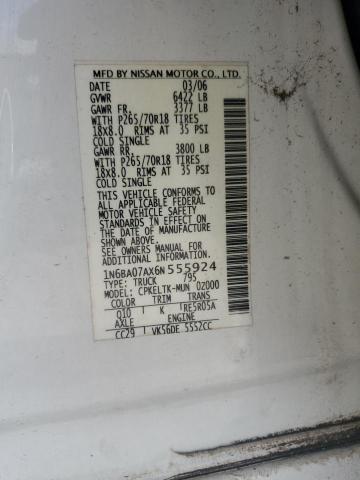 MFD BY NISSAN MOTOR CO., LTD.
DATE 03/06
GVWR 6422 LB
GAWR FR. 3377 LB
WITH P265/70R18 TIRES
18X8.0 RIMS AT 35 PSI
COLD SINGLE
GAWR RR. 3800 LB
WITH P265/70R18 TIRES
18X8.0 RIMS AT 35 PSI
COLD SINGLE
THIS VEHICLE CONFORMS TO
ALL APPLICABLE FEDERAL
MOTOR VEHICLE SAFETY
STANDARDS IN EFFECT ON THE
DATE OF MANUFACTURE
SHOWN ABOVE.
!SEE OWNERS MANUAL FOR
ADDITIONAL INFORMATION.
1N6BA07AX6N555924
TYPE: TRUCK 795
MODEL: CPKELTK-MUN 02000
COLOR TRIM TRANS
Q10 K RE5R05A
AXLE ENGINE
CC29 VK56DE 5552CC